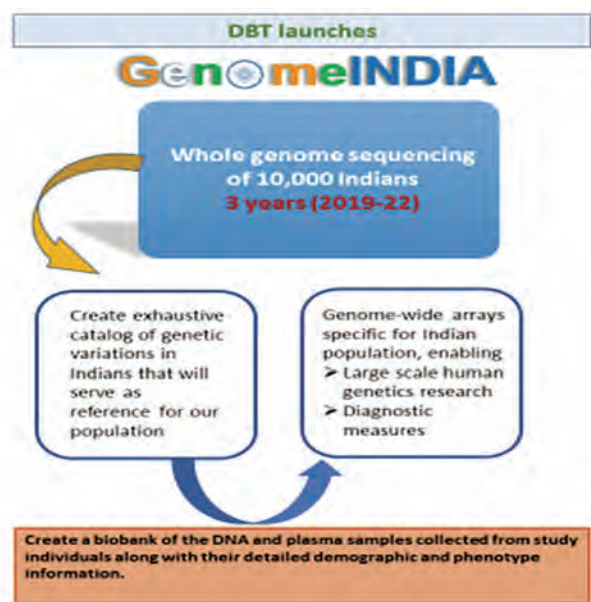 DBT launches
GenomeINDIA
Whole genome sequencing
of 10,000 Indians
3 years (2019-22)
Create exhaustive
catalog of genetic
variations in
Indians that will
serve as
reference for our
population
Genome-wide arrays
specific for Indian
population, enabling
➤ Large scale human
genetics research
➤ Diagnostic
measures
Create a biobank of the DNA and plasma samples collected from study
individuals along with their detailed demographic and phenotype
information.